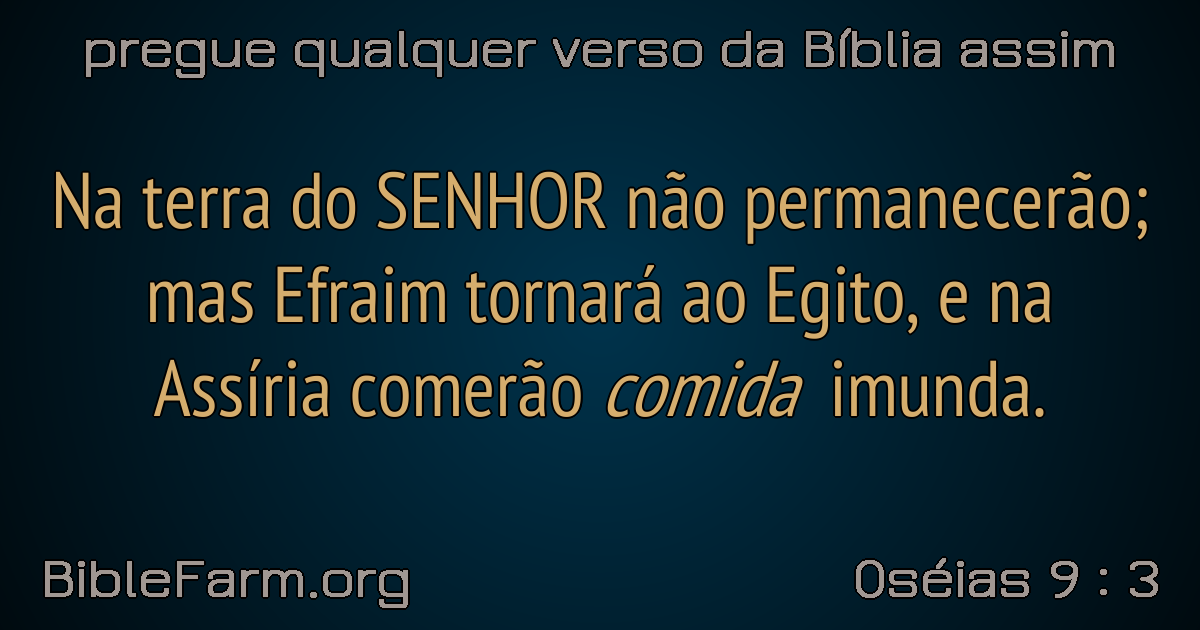 pregue qualquer verso da Bíblia assim
Na terra do SENHOR não permanecerão;
mas Efraim tornará ao Egito, e na
Assíria comerão comida imunda.
BibleFarm.org
Oséias 9 : 3